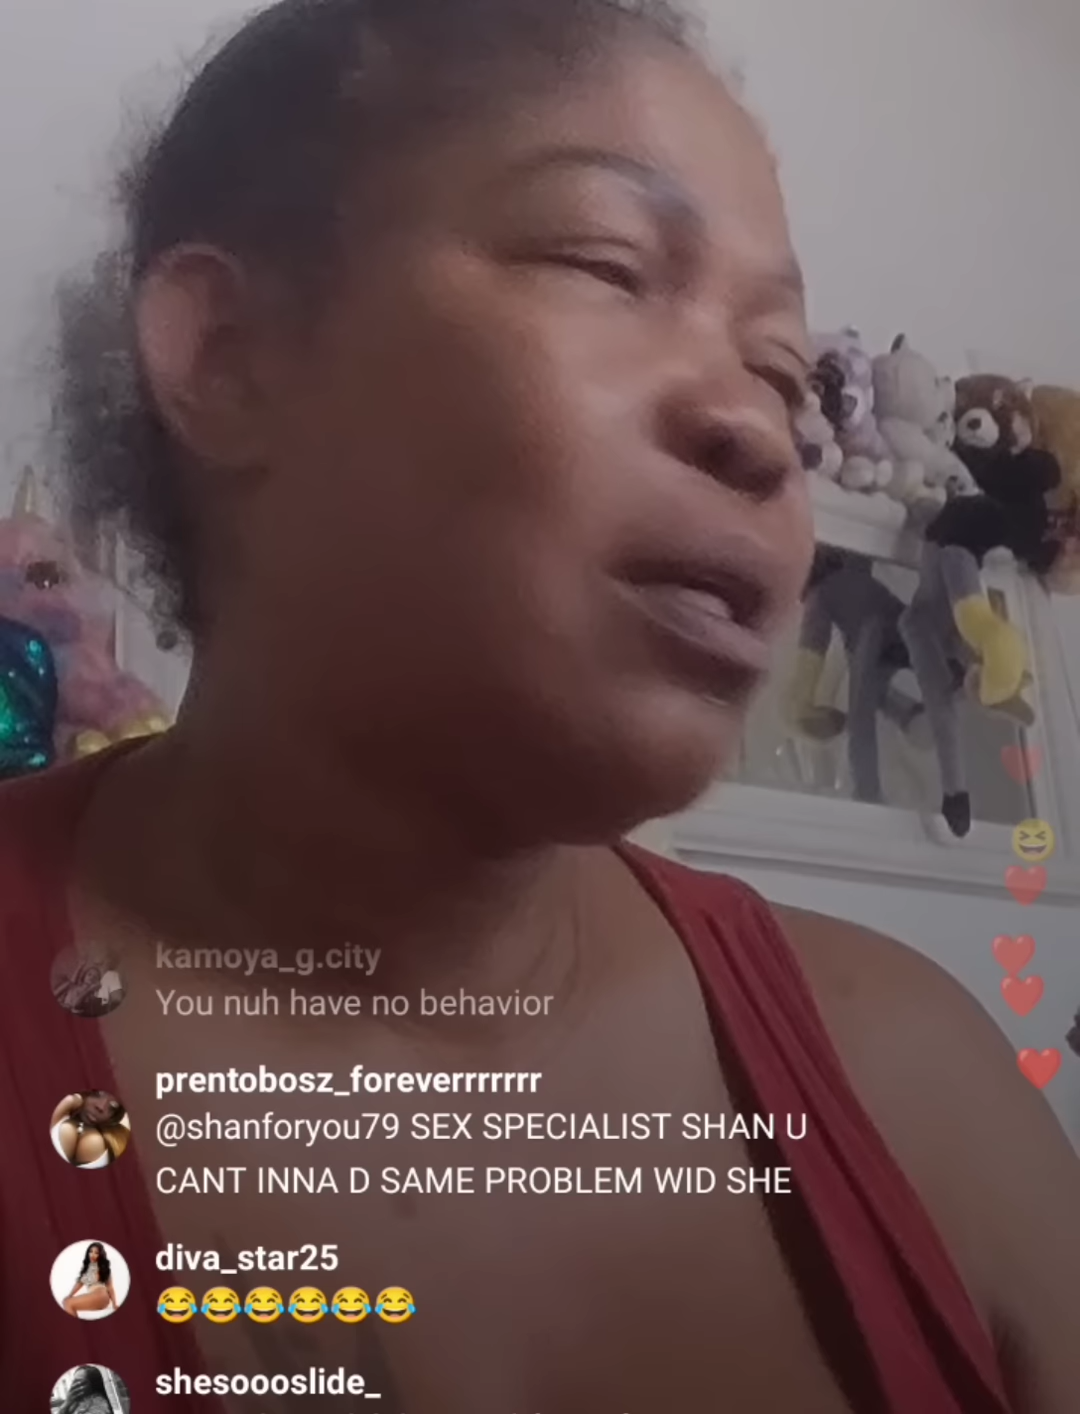 kamoya_g.city
You nuh have no behavior
prentobosz_foreverrrrrrr
@shanforyou79 SEX SPECIALIST SHAN U
CANT INNA D SAME PROBLEM WID SHE
diva_star25
😂😂😂😂😂😂
shesoooslide_